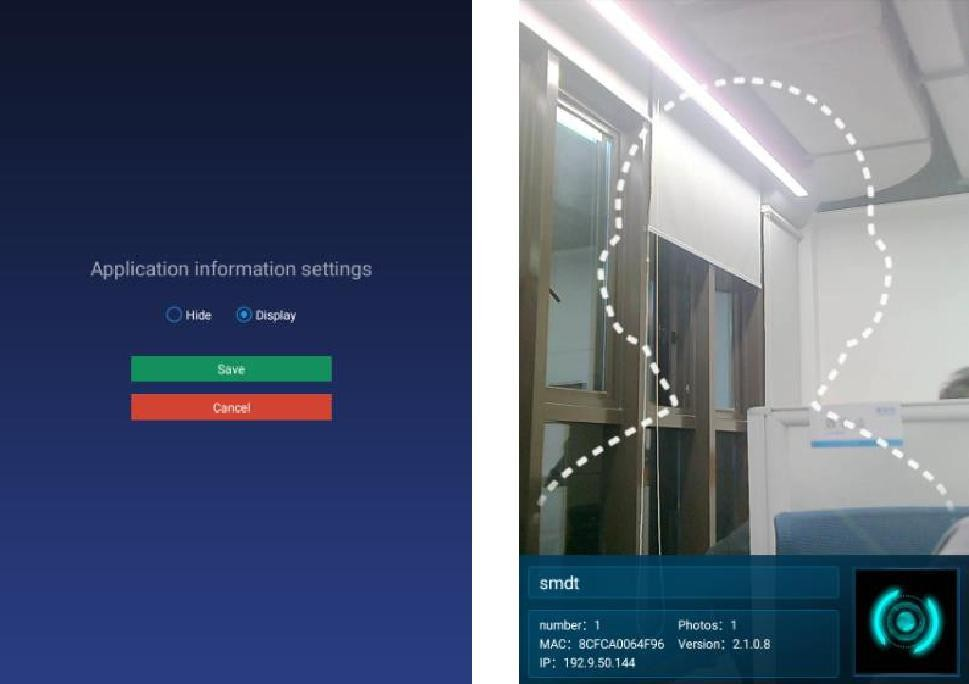 Application information settings
Hide Display
Save
Cancel
smdt
number: 1 Photos: 1
MAC: 8CFCA0064F96 Version: 2.1.0.8
IP: 192.9.50.144